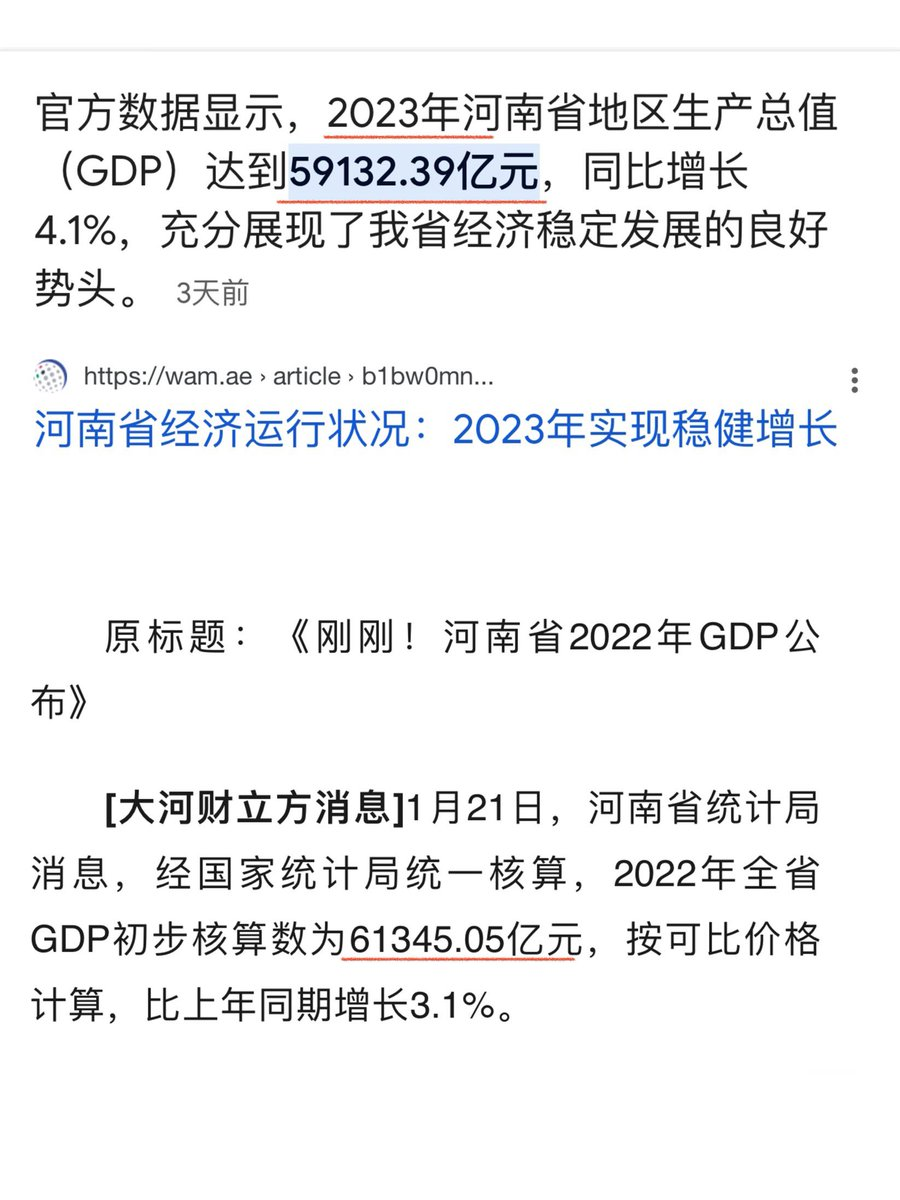 官方数据显示，2023年河南省地区生产总值
（GDP）达到59132.39亿元，同比增长
4.1%，充分展现了我省经济稳定发展的良好
势头。 3天前
https://wam.ae › article › b1bw0mn...
河南省经济运行状况：2023年实现稳健增长
原标题：《刚刚！河南省2022年GDP公
布》
[大河财立方消息]1月21日，河南省统计局
消息，经国家统计局统一核算，2022年全省
GDP初步核算数为61345.05亿元，按可比价格
计算，比上年同期增长3.1%。